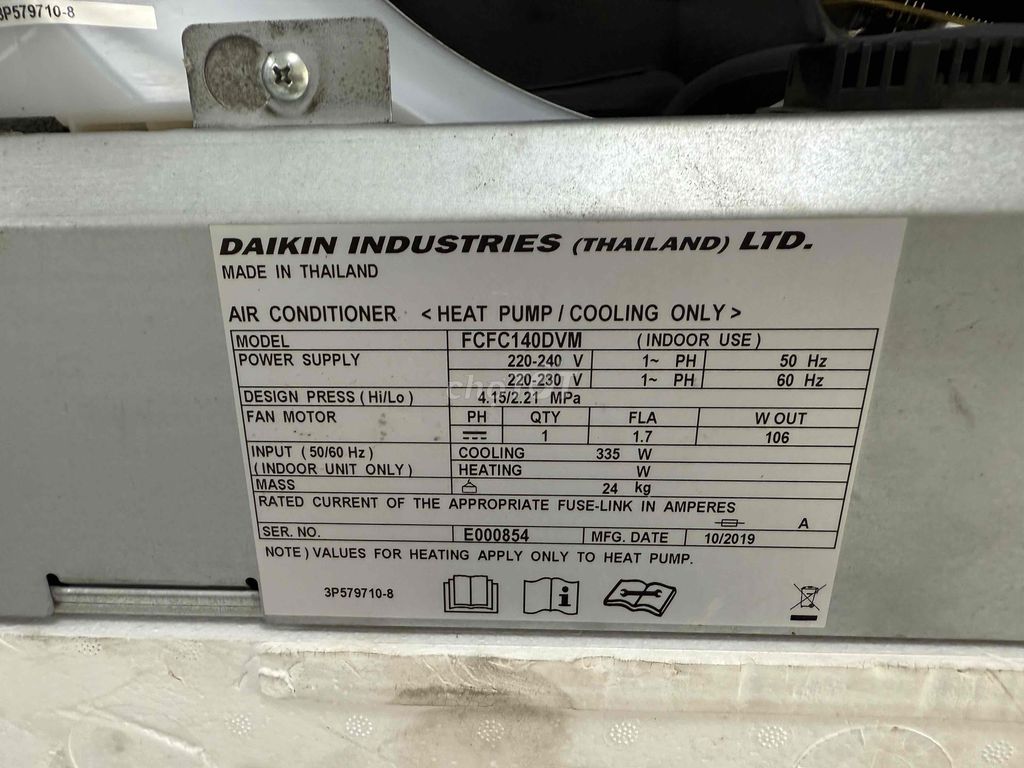 3P579710-8
DAIKIN INDUSTRIES (THAILAND) LTD.
MADE IN THAILAND
AIR CONDITIONER < HEAT PUMP / COOLING ONLY >
MODEL FCFC140DVM (INDOOR USE)
POWER SUPPLY 220-240 V 1~ PH 50 Hz
220-230 V 1~ PH 60 Hz
DESIGN PRESS (Hi/Lo) 4.15/2.21 MPa
FAN MOTOR PH QTY FLA W OUT
1 1.7 106
INPUT (50/60 Hz) COOLING 335 W
(INDOOR UNIT ONLY) HEATING W
MASS 24 kg
RATED CURRENT OF THE APPROPRIATE FUSE-LINK IN AMPERES
A
SER. NO. E000854 MFG. DATE 10/2019
NOTE) VALUES FOR HEATING APPLY ONLY TO HEAT PUMP.
3P579710-8